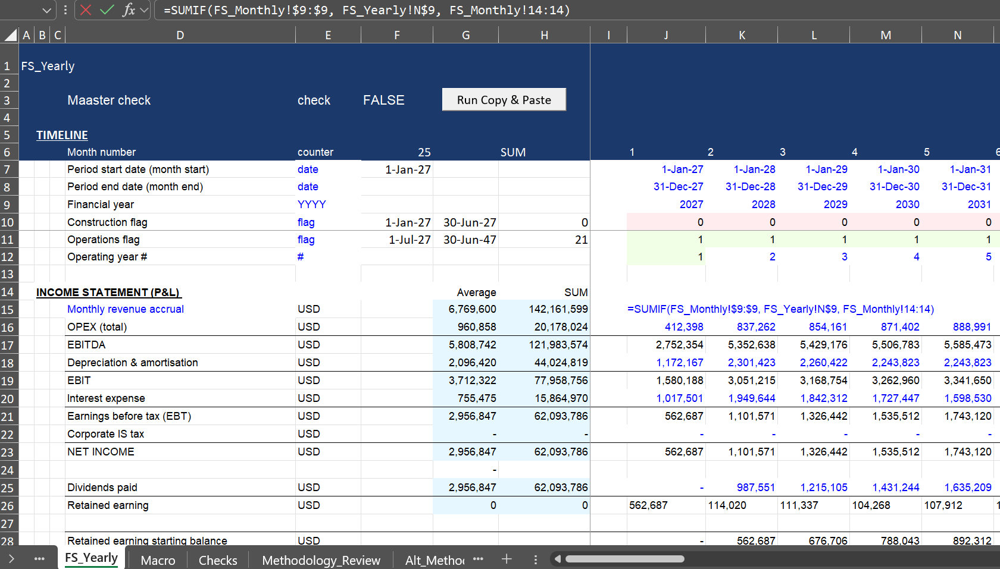 =SUMIF(FS_Monthly!$9:$9, FS_Yearly!N$9, FS_Monthly!14:14)
A B C D E F G H I J K L M N
1 FS_Yearly
2
3 Maaster check check FALSE Run Copy & Paste
4
5 TIMELINE
6 Month number counter 25 SUM 1 2 3 4 5 6
7 Period start date (month start) date 1-Jan-27 1-Jan-27 1-Jan-28 1-Jan-29 1-Jan-30 1-Jan-31
8 Period end date (month end) date 31-Dec-27 31-Dec-28 31-Dec-29 31-Dec-30 31-Dec-31
9 Financial year YYYY 2027 2028 2029 2030 2031
10 Construction flag flag 1-Jan-27 30-Jun-27 0 0 0 0 0 0
11 Operations flag flag 1-Jul-27 30-Jun-47 21 1 1 1 1 1
12 Operating year # # 1 2 3 4 5
13
14 INCOME STATEMENT (P&L) Average SUM
15 Monthly revenue accrual USD 6,769,600 142,161,599 =SUMIF(FS_Monthly!$9:$9, FS_Yearly!N$9, FS_Monthly!14:14)
16 OPEX (total) USD 960,858 20,178,024 412,398 837,262 854,161 871,402 888,991
17 EBITDA USD 5,808,742 121,983,574 2,752,354 5,352,638 5,429,176 5,506,783 5,585,473
18 Depreciation & amortisation USD 2,096,420 44,024,819 1,172,167 2,301,423 2,260,422 2,243,823 2,243,823
19 EBIT USD 3,712,322 77,958,756 1,580,188 3,051,215 3,168,754 3,262,960 3,341,650
20 Interest expense USD 755,475 15,864,970 1,017,501 1,949,644 1,842,312 1,727,447 1,598,530
21 Earnings before tax (EBT) USD 2,956,847 62,093,786 562,687 1,101,571 1,326,442 1,535,512 1,743,120
22 Corporate IS tax USD - - - - - - -
23 NET INCOME USD 2,956,847 62,093,786 562,687 1,101,571 1,326,442 1,535,512 1,743,120
24 -
25 Dividends paid USD 2,956,847 62,093,786 - 987,551 1,215,105 1,431,244 1,635,209
26 Retained earning USD 0 0 562,687 114,020 111,337 104,268 107,912
27
28 Retained earning starting balance USD - 562,687 676,706 788,043 892,312
FS_Yearly Macro Checks Methodology_Review Alt_Metho